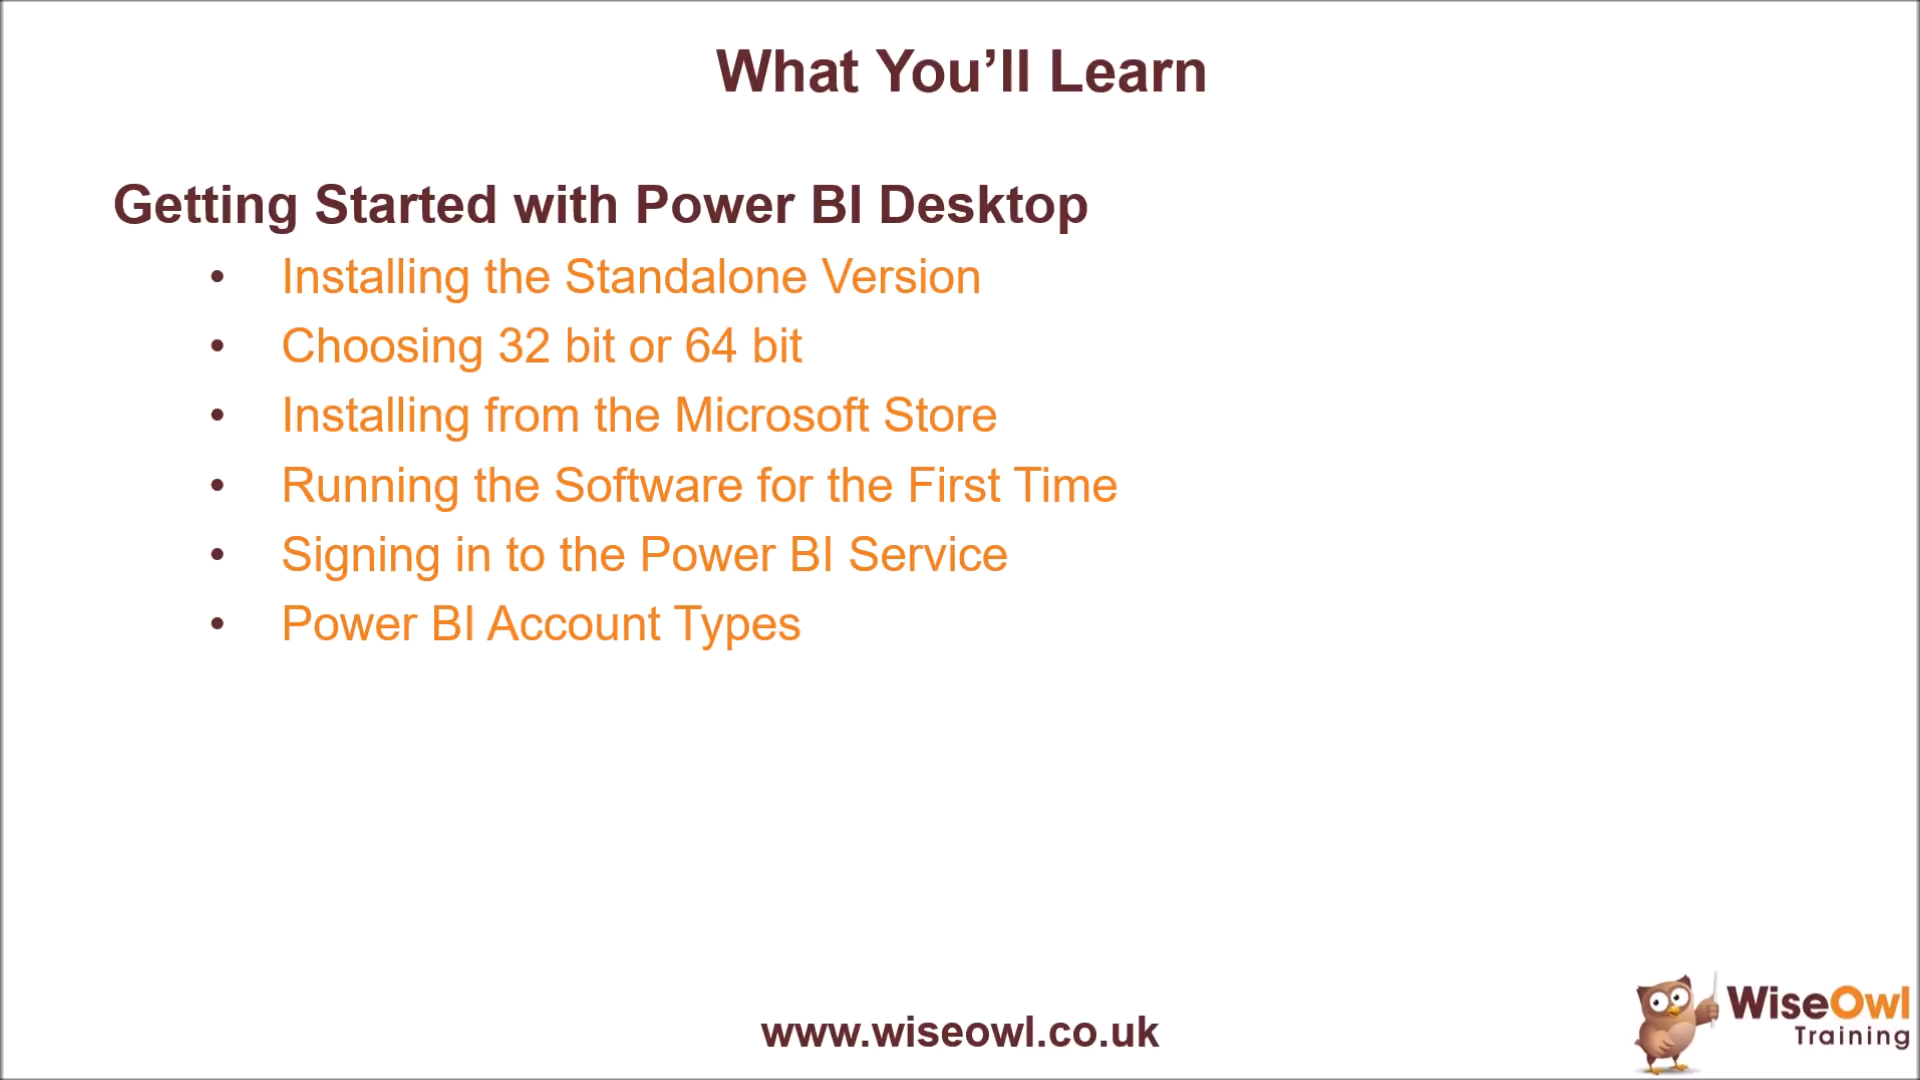 What You’ll Learn
Getting Started with Power BI Desktop
• Installing the Standalone Version
• Choosing 32 bit or 64 bit
• Installing from the Microsoft Store
• Running the Software for the First Time
• Signing in to the Power BI Service
• Power BI Account Types
www.wiseowl.co.uk
WiseOwl
Training